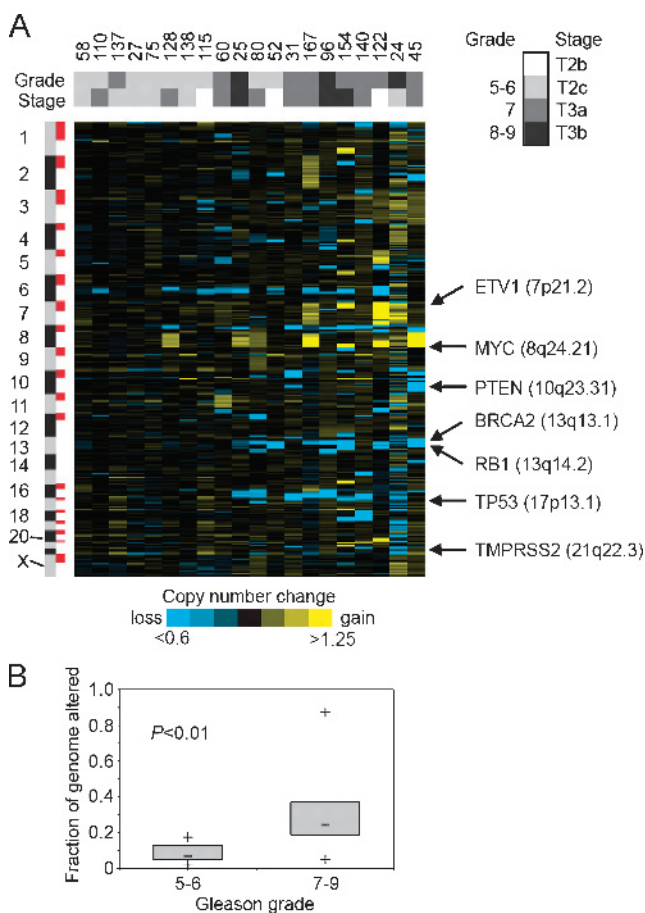 A
58 110 137 27 75 128 138 115 60 25 80 52 31 167 96 154 140 122 24 45
Grade
Stage
Grade Stage
T2b
5-6 T2c
7 T3a
8-9 T3b
1
2
3
4
5
6
7
8
9
10
11
12
13
14
16
18
20
X
ETV1 (7p21.2)
MYC (8q24.21)
PTEN (10q23.31)
BRCA2 (13q13.1)
RB1 (13q14.2)
TP53 (17p13.1)
TMPRSS2 (21q22.3)
Copy number change
loss gain
<0.6 >1.25
B
Fraction of genome altered
1.0
0.8
0.6
0.4
0.2
0
P<0.01
5-6 7-9
Gleason grade